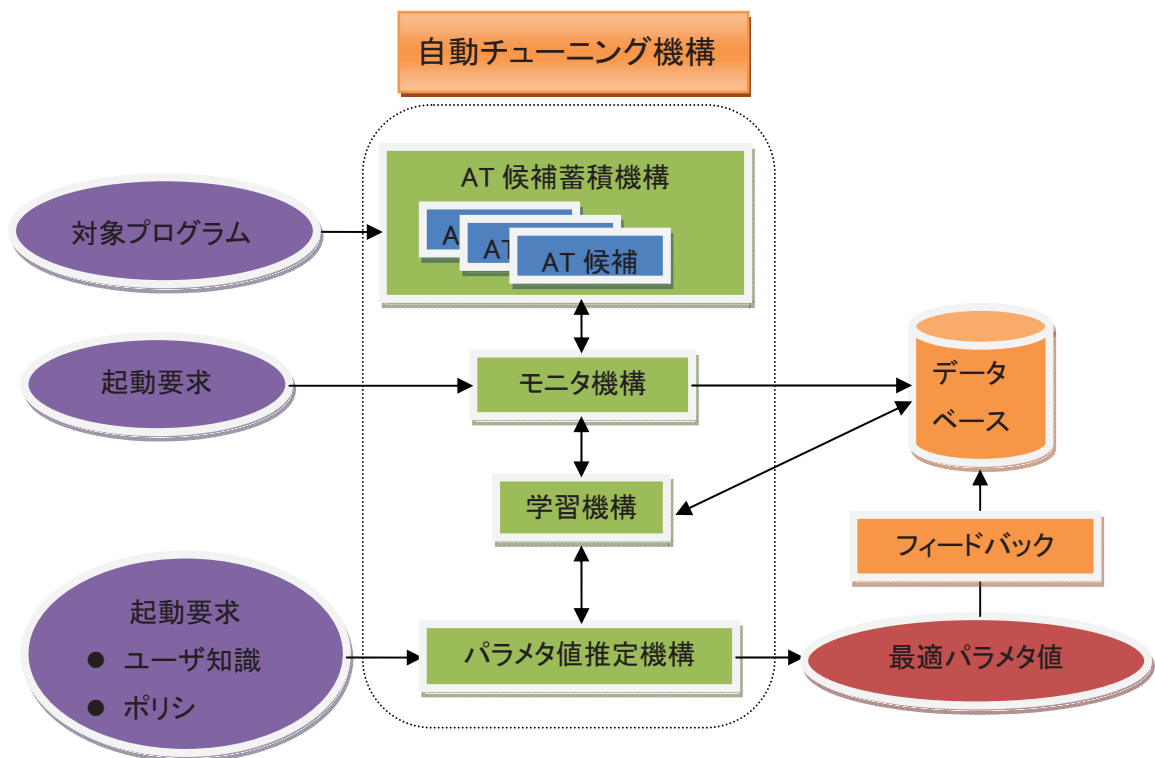 自動チューニング機構
AT 候補蓄積機構
A
AT
AT 候補
対象プログラム
起動要求
モニタ機構
データ
ベース
学習機構
フィードバック
起動要求
● ユーザ知識
● ポリシ
パラメタ値推定機構
最適パラメタ値